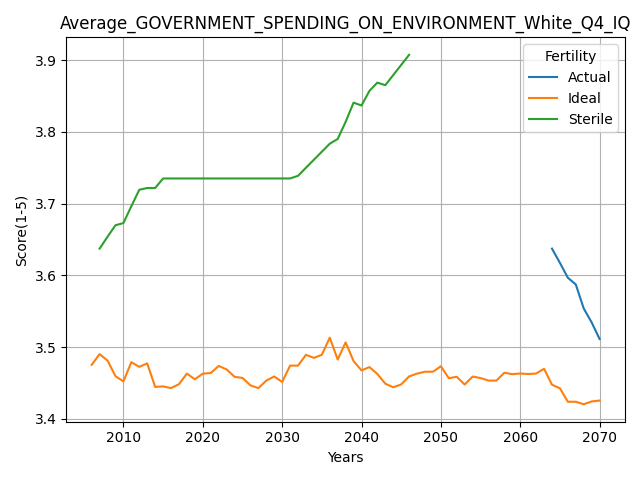 Average_GOVERNMENT_SPENDING_ON_ENVIRONMENT_White_Q4_IQ
Fertility
Actual
Ideal
Sterile
Score(1-5)
3.9
3.8
3.7
3.6
3.5
3.4
2010 2020 2030 2040 2050 2060 2070
Years